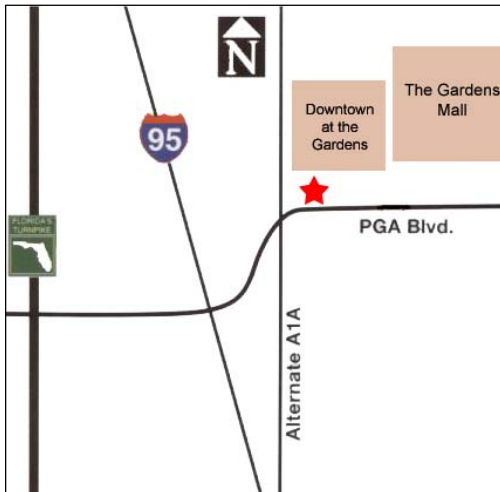 N
95
FLORIDA'S
TURNPIKE
Downtown
at the
Gardens
The Gardens
Mall
PGA Blvd.
Alternate A1A